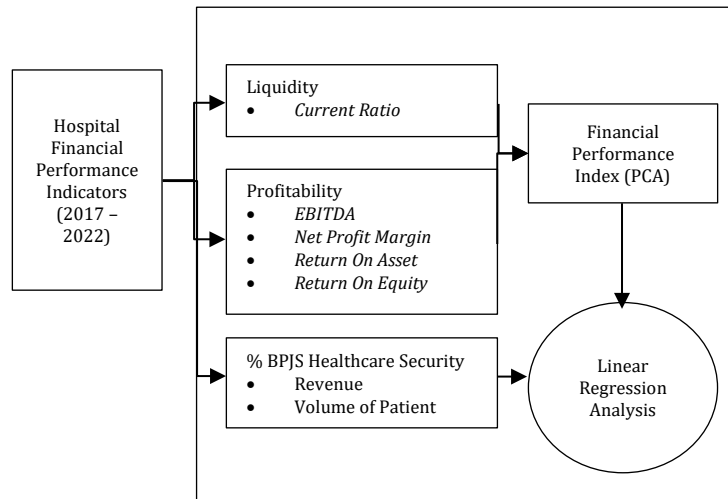 Hospital
Financial
Performance
Indicators
(2017 –
2022)
Liquidity
• Current Ratio
Profitability
• EBITDA
• Net Profit Margin
• Return On Asset
• Return On Equity
% BPJS Healthcare Security
• Revenue
• Volume of Patient
Financial
Performance
Index (PCA)
Linear
Regression
Analysis